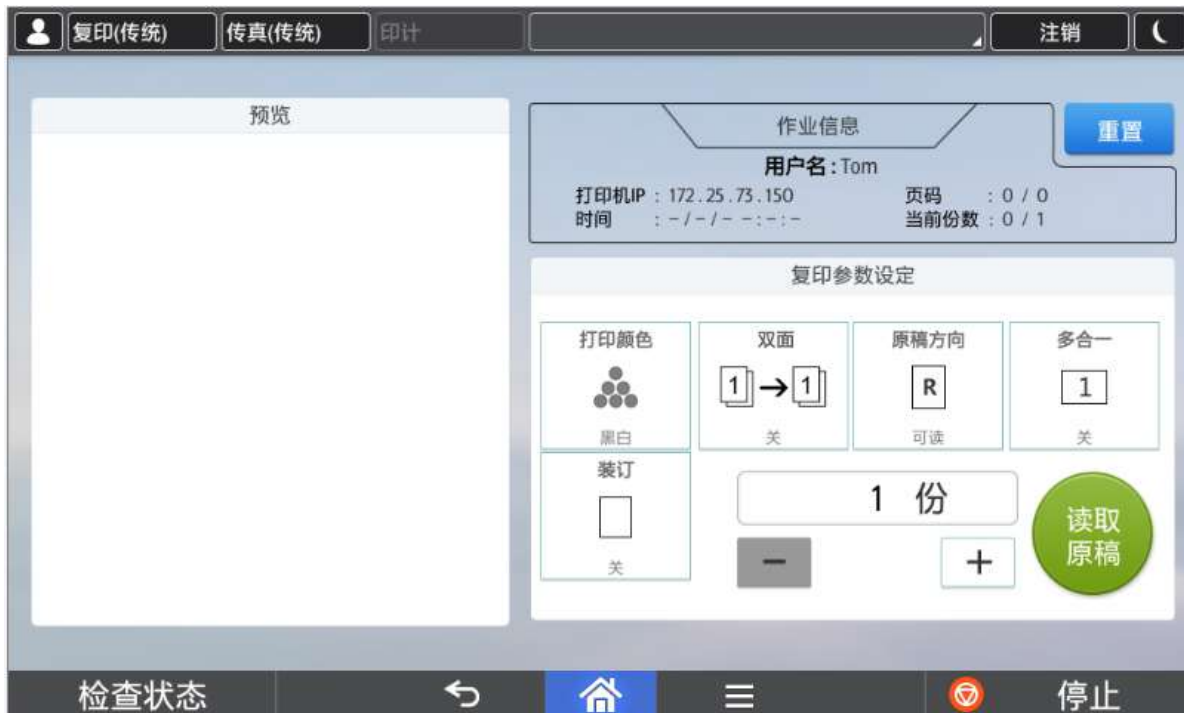 复印(传统) 传真(传统) 印计 注销
预览
作业信息
重置
用户名:Tom
打印机IP : 172.25.73.150 页码 : 0 / 0
时间 : -/-/- -:-:- 当前份数 : 0 / 1
复印参数设定
打印颜色 双面 原稿方向 多合一
1 1 R 1
黑白 关 可读 关
装订
关
1 份
− +
读取
原稿
检查状态 停止